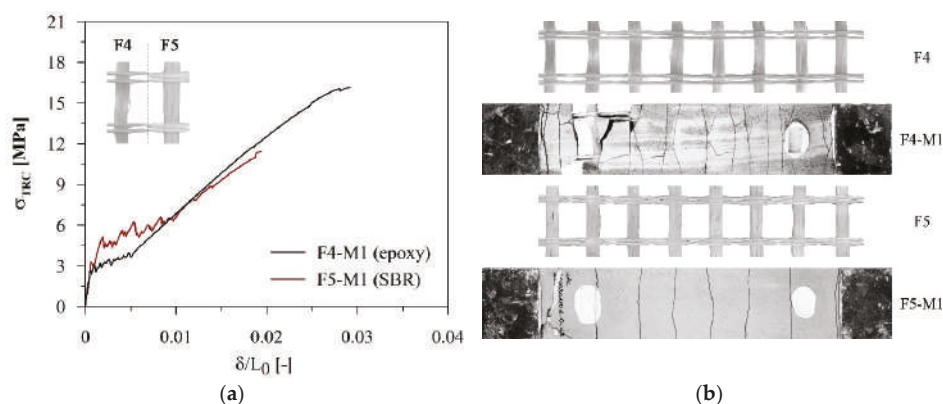 21
18
15
12
9
6
3
0
σTRC [MPa]
F4 F5
F4-M1 (epoxy)
F5-M1 (SBR)
0 0.01 0.02 0.03 0.04
δ/L0 [-]
(a)
F4
F4-M1
F5
F5-M1
(b)